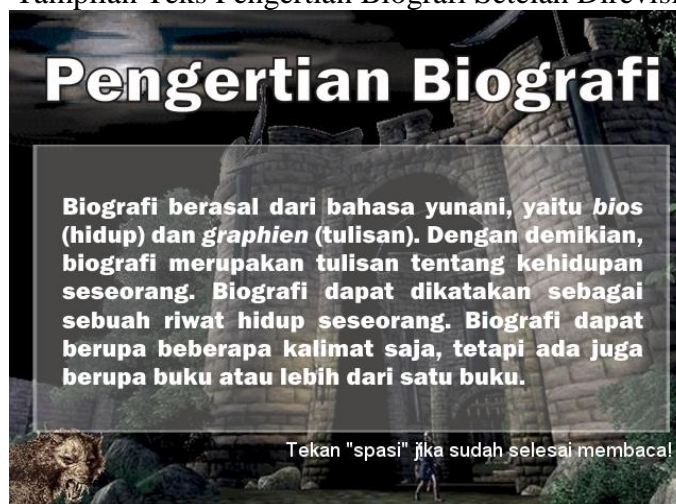 Tampilan Teks Pengertian Biografi Setelah Direvisi
Pengertian Biografi
Biografi berasal dari bahasa yunani, yaitu bios
(hidup) dan graphien (tulisan). Dengan demikian,
biografi merupakan tulisan tentang kehidupan
seseorang. Biografi dapat dikatakan sebagai
sebuah riwat hidup seseorang. Biografi dapat
berupa beberapa kalimat saja, tetapi ada juga
berupa buku atau lebih dari satu buku.
Tekan "spasi" jika sudah selesai membaca!